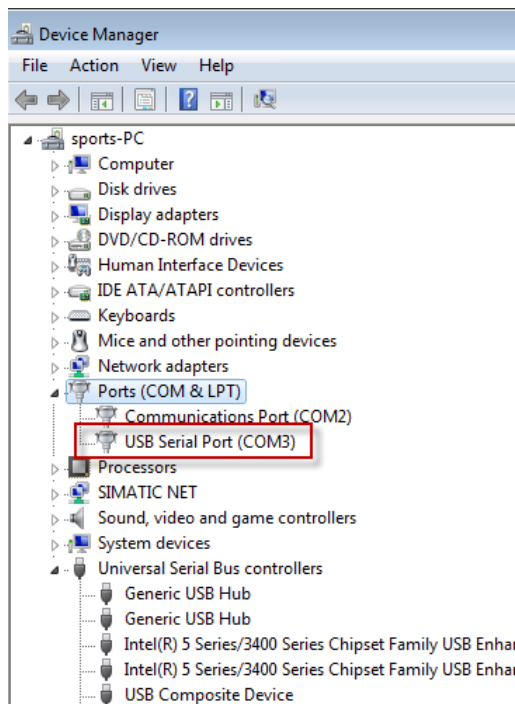 Device Manager
File Action View Help
sports-PC
Computer
Disk drives
Display adapters
DVD/CD-ROM drives
Human Interface Devices
IDE ATA/ATAPI controllers
Keyboards
Mice and other pointing devices
Network adapters
Ports (COM & LPT)
Communications Port (COM2)
USB Serial Port (COM3)
Processors
SIMATIC NET
Sound, video and game controllers
System devices
Universal Serial Bus controllers
Generic USB Hub
Generic USB Hub
Intel(R) 5 Series/3400 Series Chipset Family USB Enhar
Intel(R) 5 Series/3400 Series Chipset Family USB Enhar
USB Composite Device